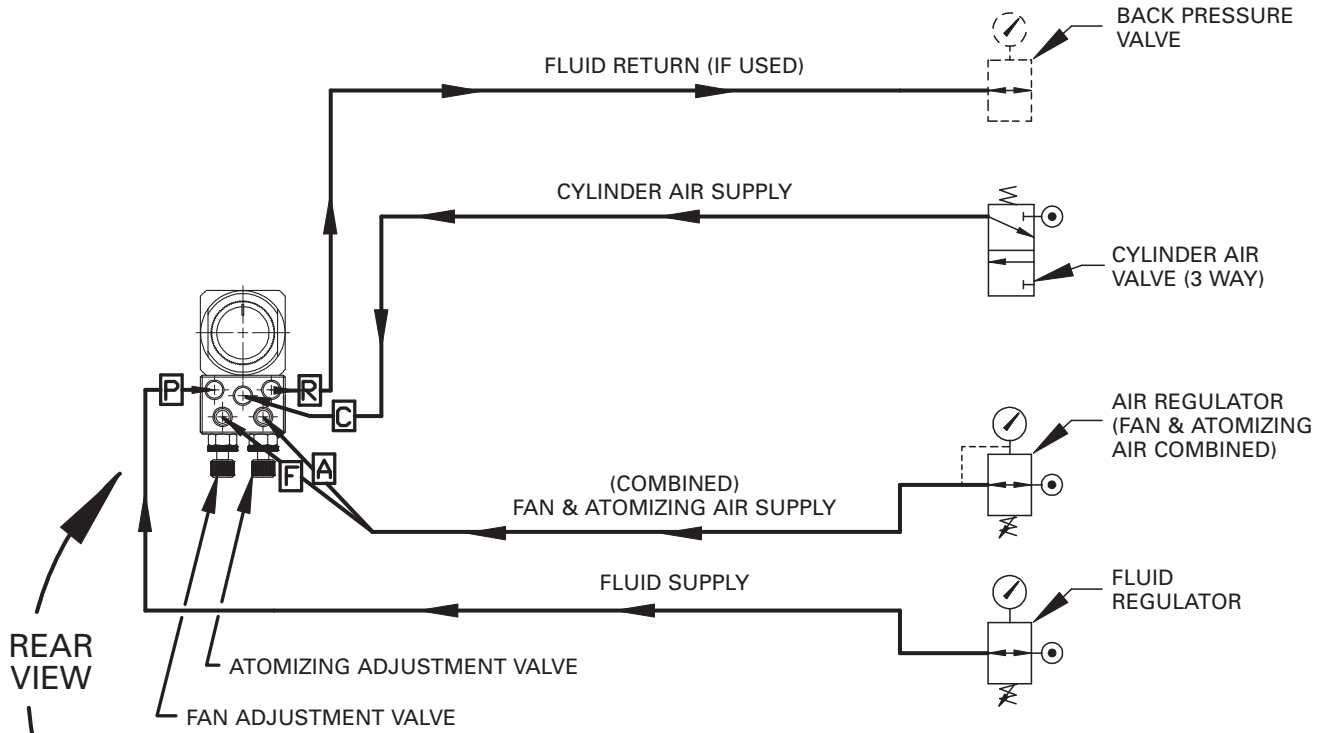 BACK PRESSURE
VALVE
FLUID RETURN (IF USED)
CYLINDER AIR SUPPLY
CYLINDER AIR
VALVE (3 WAY)
P
R
C
AIR REGULATOR
(FAN & ATOMIZING
AIR COMBINED)
F
A
(COMBINED)
FAN & ATOMIZING AIR SUPPLY
FLUID SUPPLY
FLUID
REGULATOR
REAR
VIEW
ATOMIZING ADJUSTMENT VALVE
FAN ADJUSTMENT VALVE